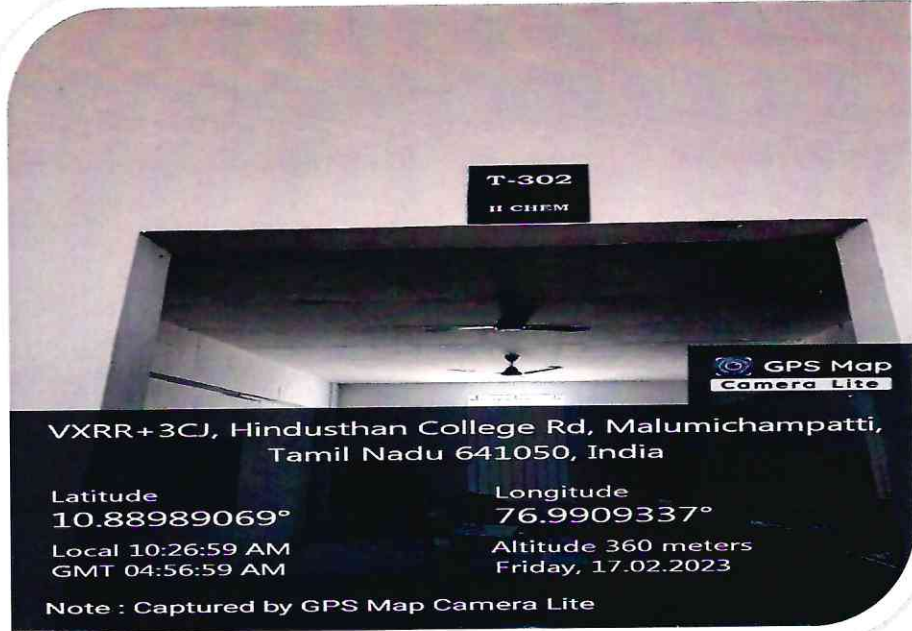 T-302
II CHEM
GPS Map
Camera Lite
VXRR+3CJ, Hindusthan College Rd, Malumichampatti,
Tamil Nadu 641050, India
Latitude
10.88989069°
Longitude
76.9909337°
Local 10:26:59 AM
GMT 04:56:59 AM
Altitude 360 meters
Friday, 17.02.2023
Note : Captured by GPS Map Camera Lite